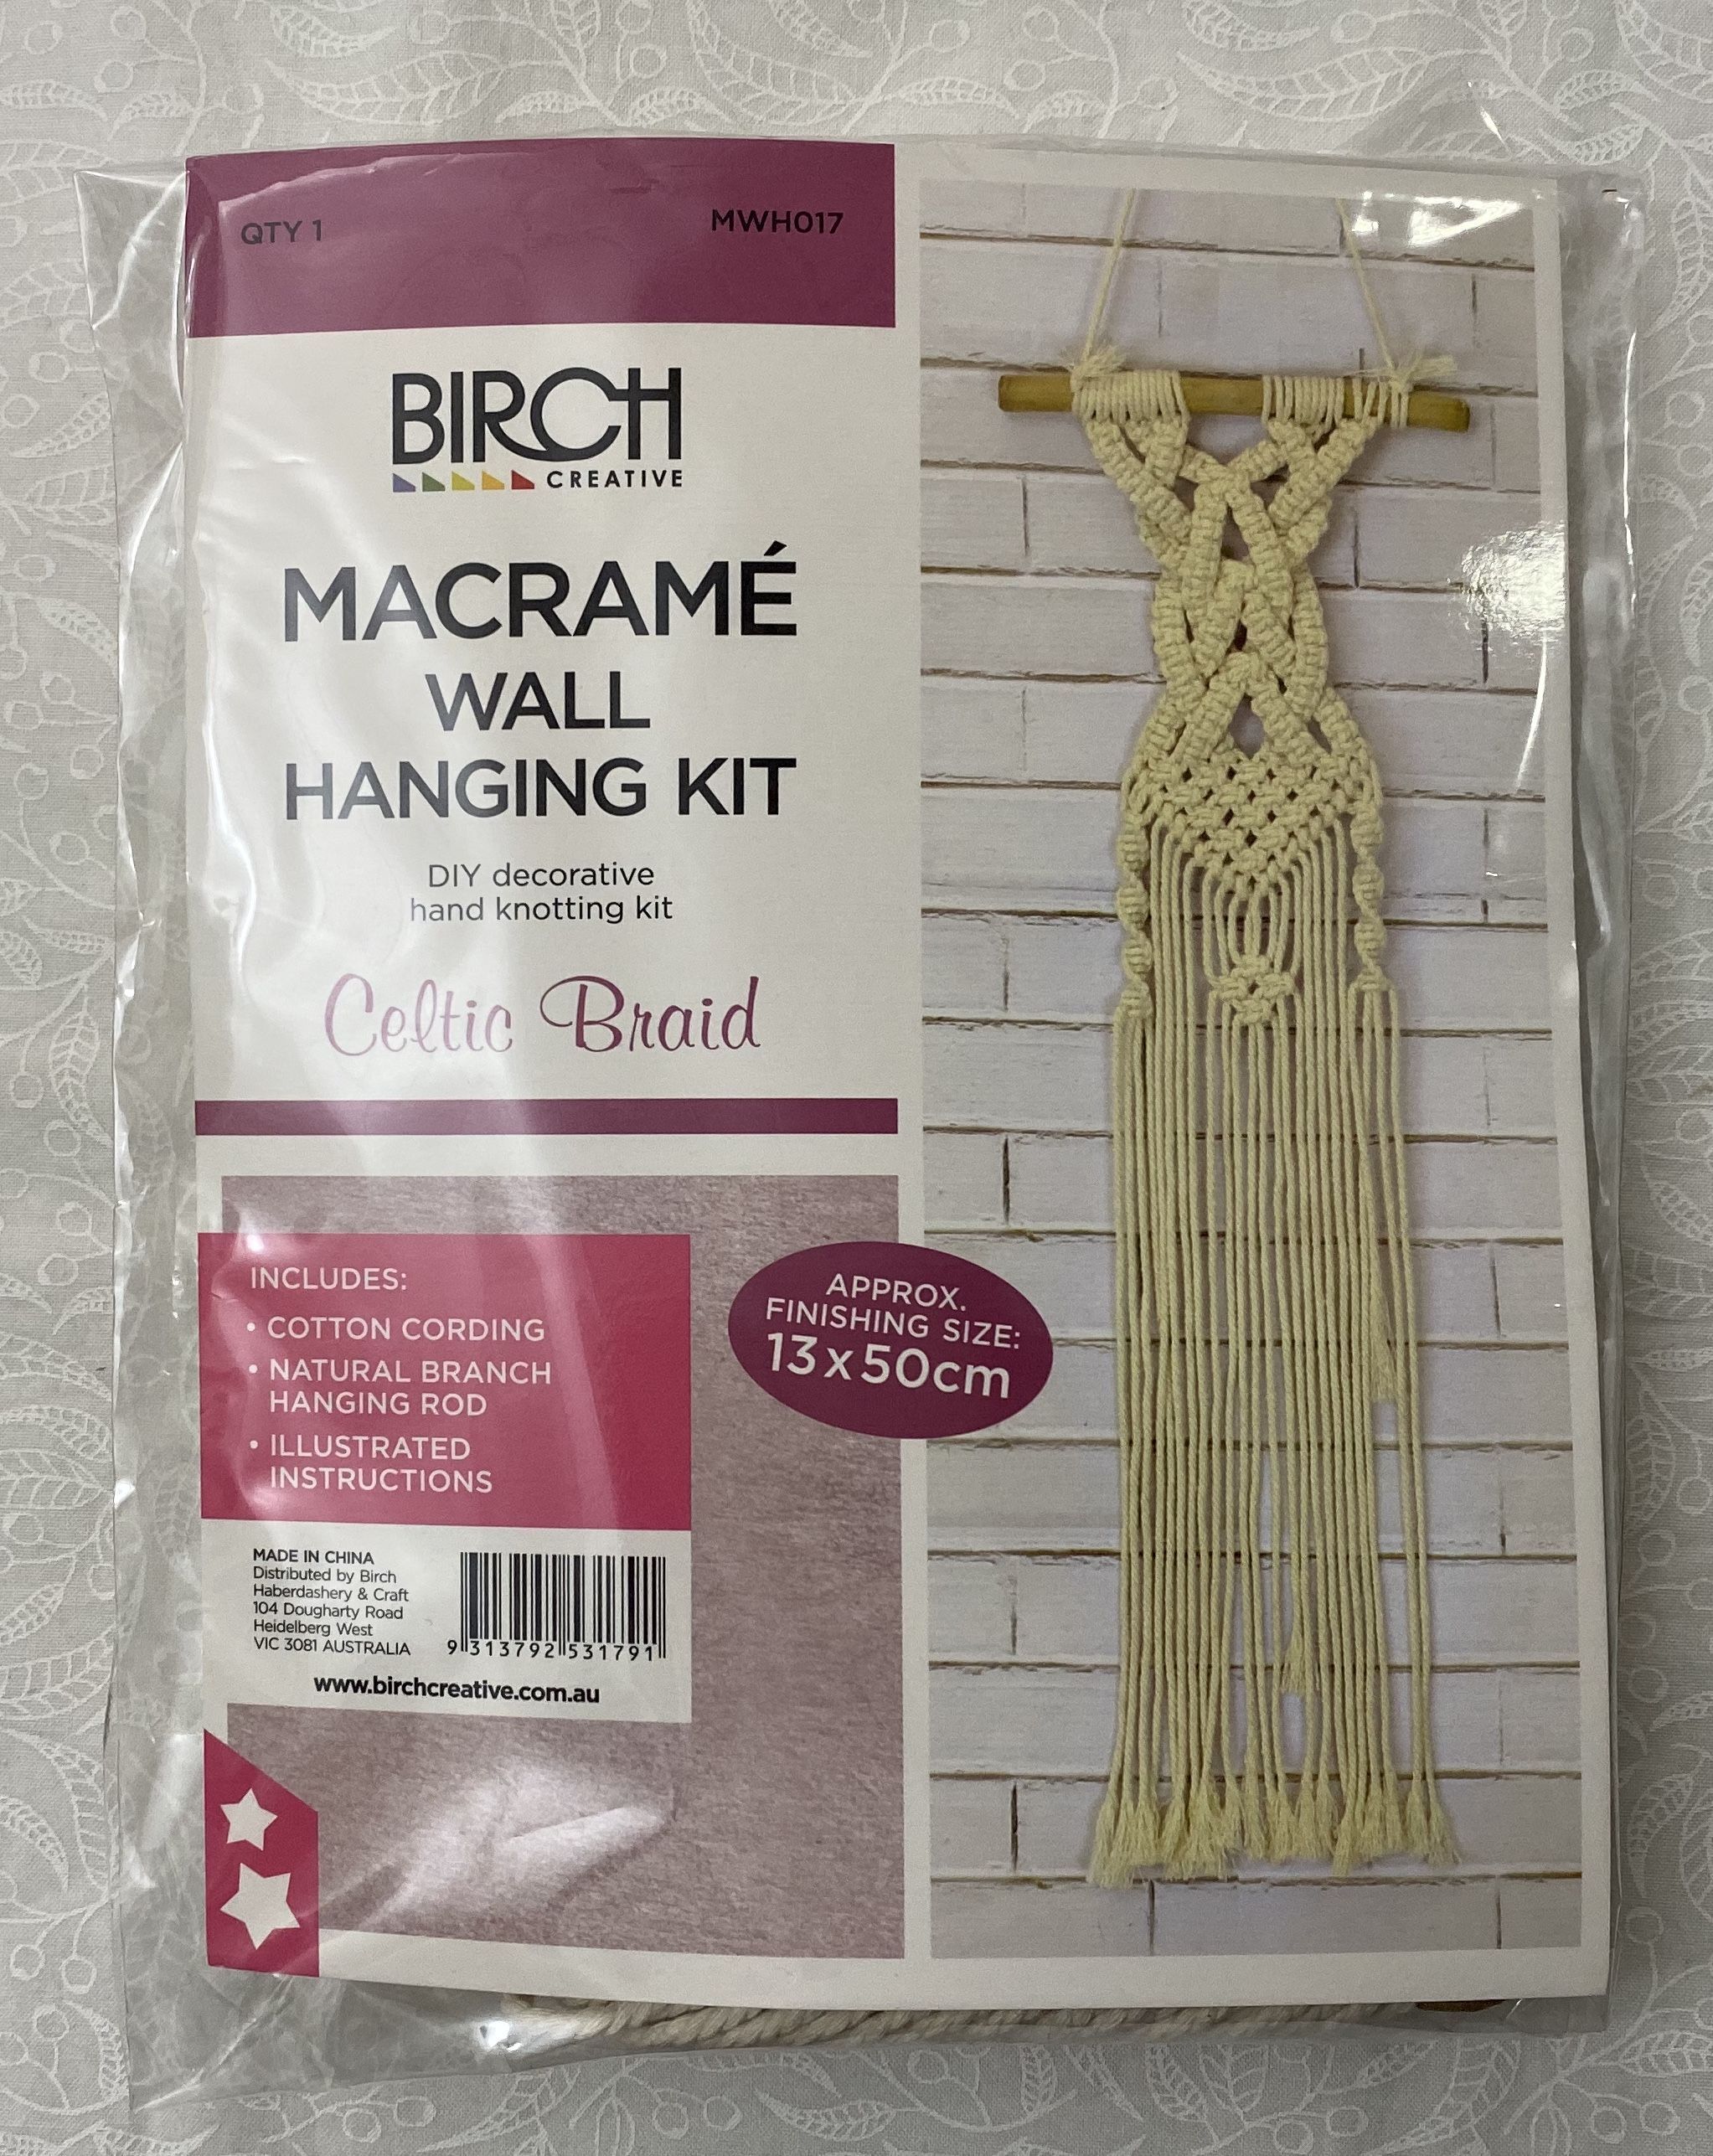 QTY 1 MWH017
BIRCH
CREATIVE
MACRAMÉ
WALL
HANGING KIT
DIY decorative
hand knotting kit
Celtic Braid
INCLUDES:
• COTTON CORDING
• NATURAL BRANCH
HANGING ROD
• ILLUSTRATED
INSTRUCTIONS
APPROX.
FINISHING SIZE:
13x50cm
MADE IN CHINA
Distributed by Birch
Haberdashery & Craft
104 Dougharty Road
Heidelberg West
VIC 3081 AUSTRALIA
9 313792 531791
www.birchcreative.com.au